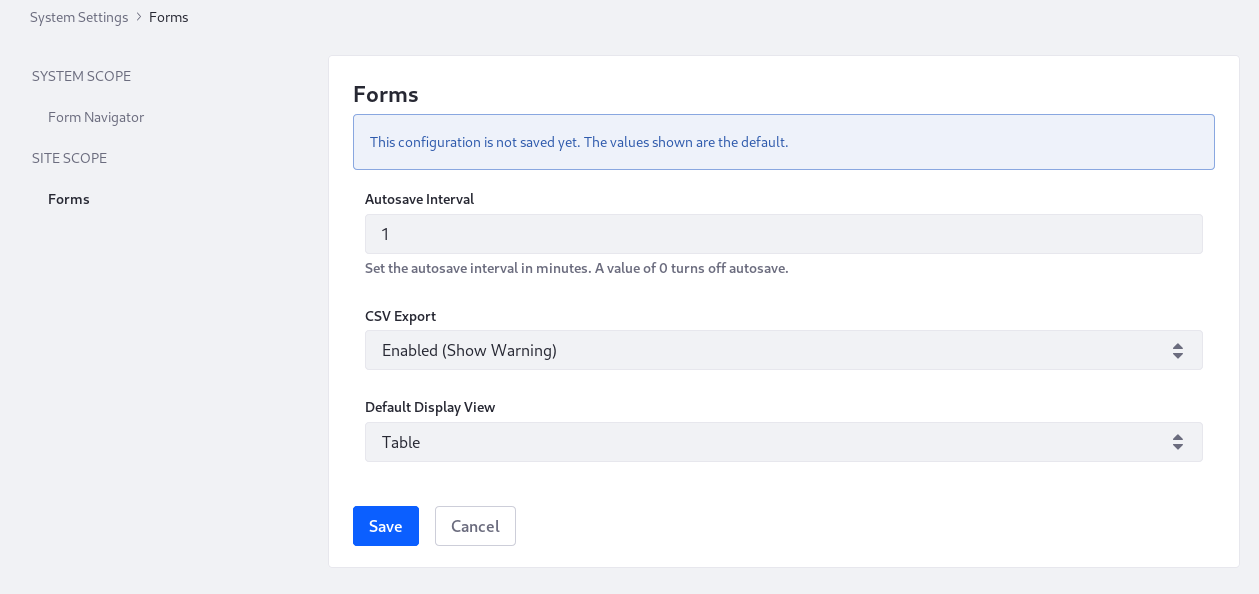 System Settings > Forms
SYSTEM SCOPE
Form Navigator
SITE SCOPE
Forms
Forms
This configuration is not saved yet. The values shown are the default.
Autosave Interval
1
Set the autosave interval in minutes. A value of 0 turns off autosave.
CSV Export
Enabled (Show Warning)
Default Display View
Table
Save Cancel